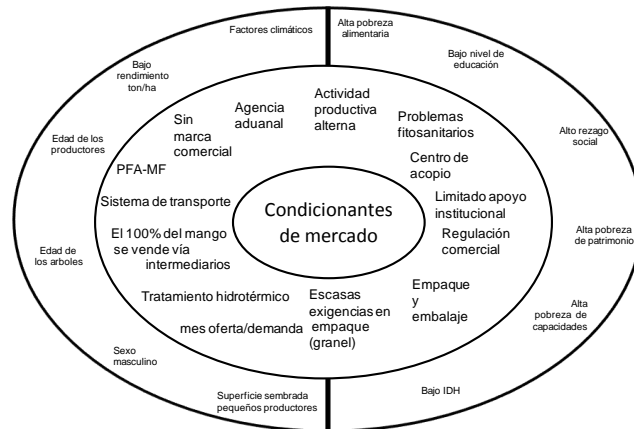 Factores climáticos
Alta pobreza
alimentaria
Bajo nivel de
educación
Bajo
rendimiento
ton/ha
Edad de los
productores
Alto rezago
social
Edad de
los arboles
Alta pobreza
de patrimonio
Alta
pobreza de
capacidades
Sexo
masculino
Superficie sembrada
pequeños productores
Bajo IDH
Actividad
productiva
alterna
Agencia
aduanal
Sin
marca
comercial
Problemas
fitosanitarios
PFA-MF
Centro de
acopio
Sistema de transporte
Limitado apoyo
institucional
El 100% del mango
se vende vía
intermediarios
Regulación
comercial
Tratamiento hidrotérmico
Empaque
y
embalaje
mes oferta/demanda
Escasas
exigencias en
empaque
(granel)
Condicionantes
de mercado